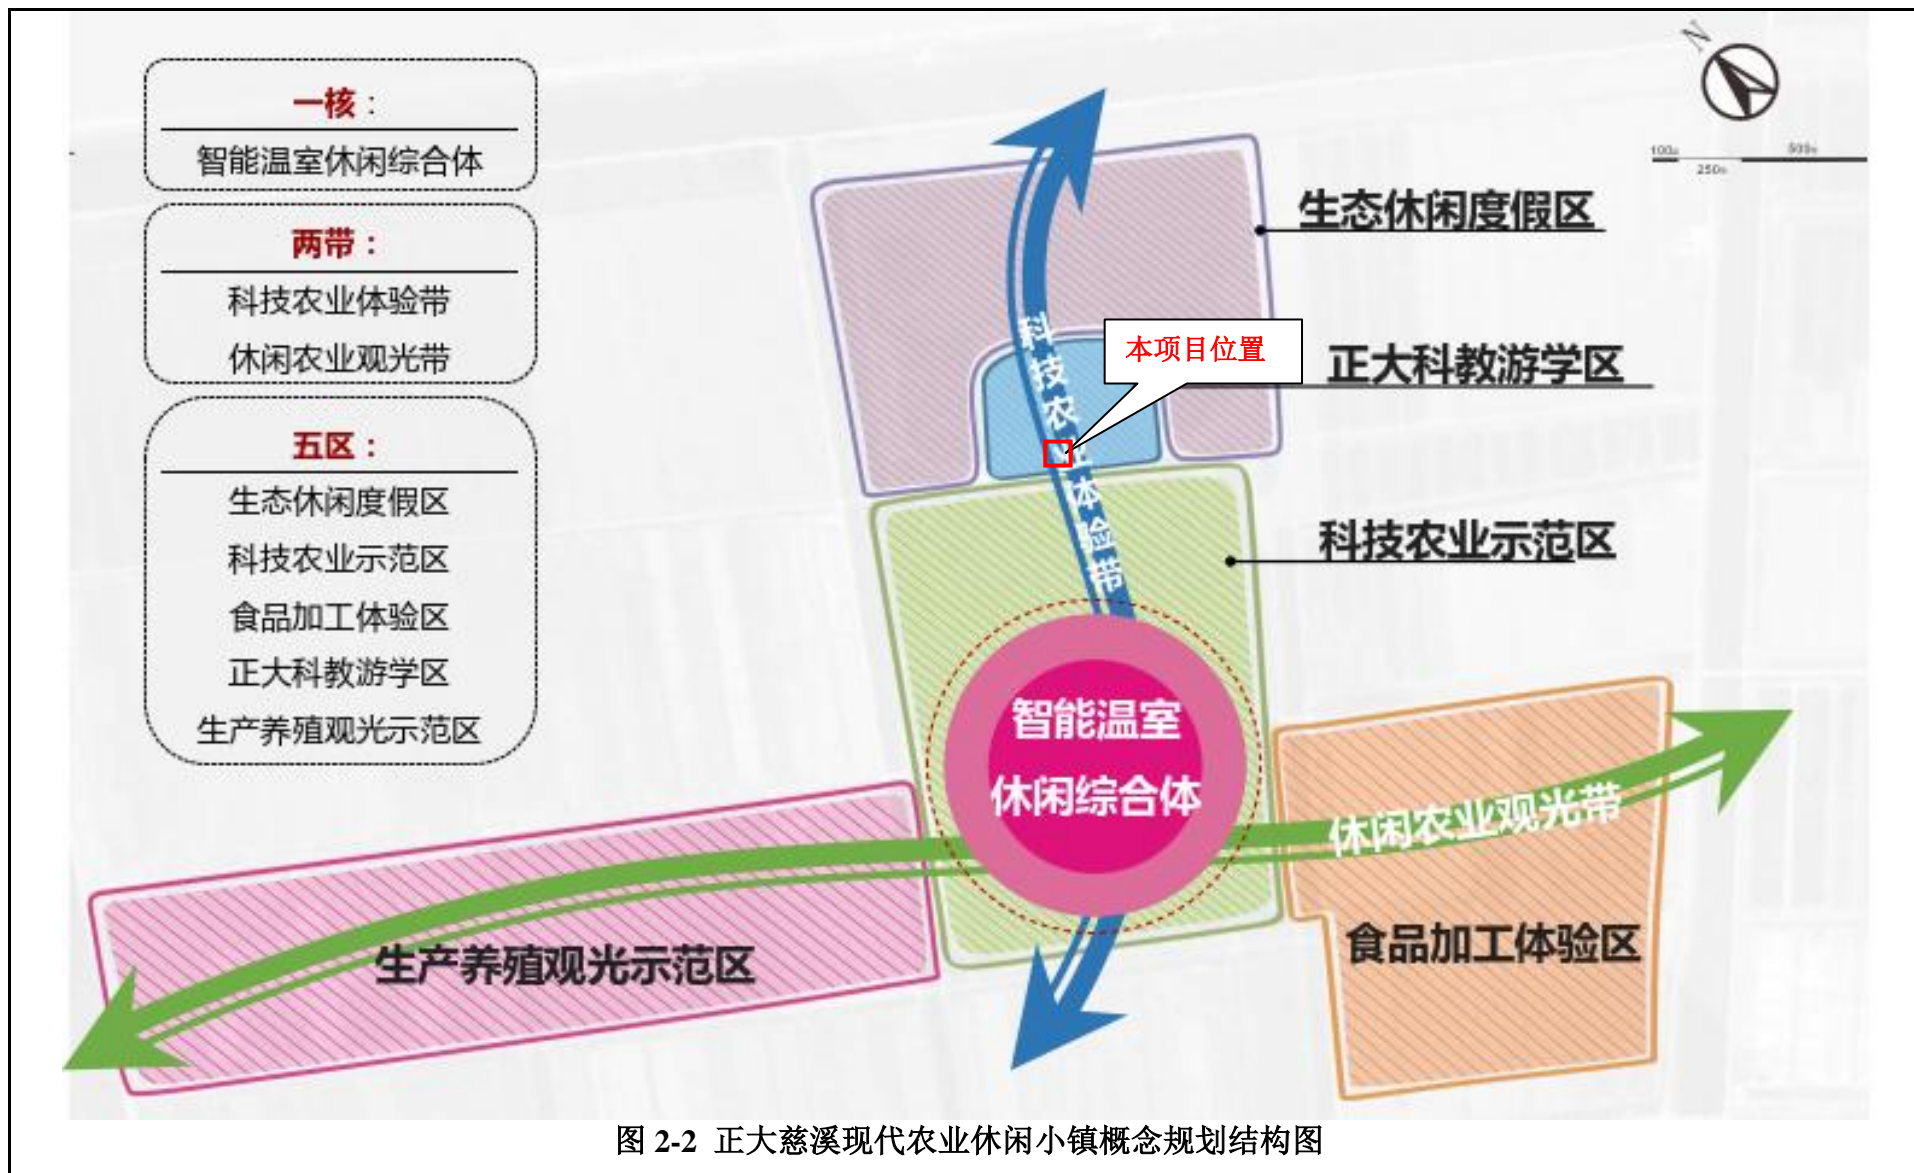 一核：
智能温室休闲综合体
两带：
科技农业体验带
休闲农业观光带
五区：
生态休闲度假区
科技农业示范区
食品加工体验区
正大科教游学区
生产养殖观光示范区
N
100m
500m
250m
生态休闲度假区
本项目位置
正大科教游学区
科技农业体验带
科技农业示范区
智能温室
休闲综合体
休闲农业观光带
食品加工体验区
生产养殖观光示范区
图 2-2 正大慈溪现代农业休闲小镇概念规划结构图